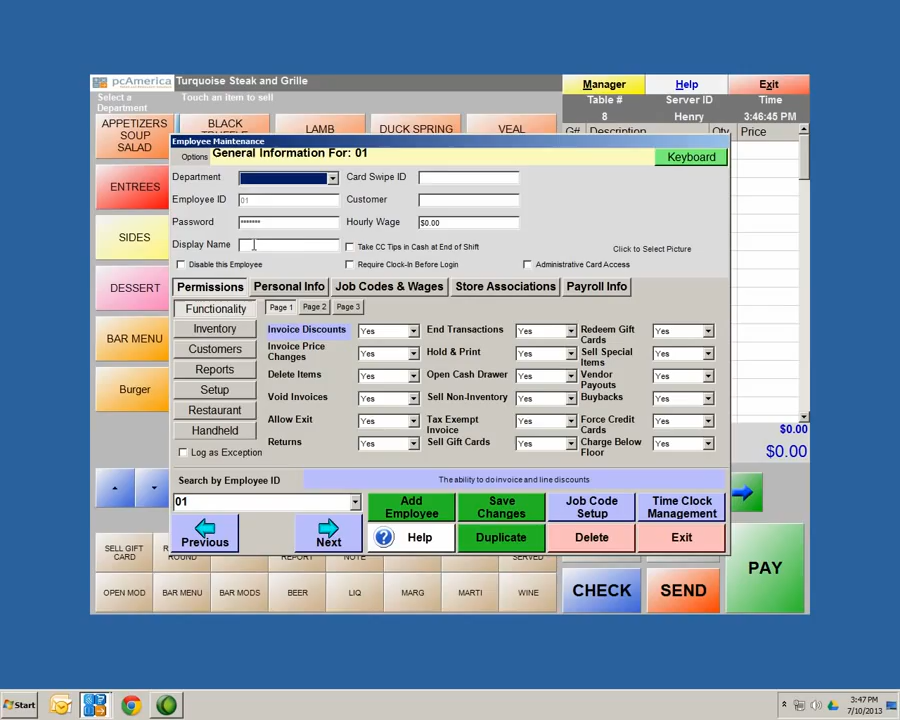 pcAmerica
Turquoise Steak and Grille
Manager
Help
Exit
Select a
Department
Touch an item to sell
Table #
Server ID
Time
8
Henry
3:46:45 PM
APPETIZERS
SOUP
SALAD
BLACK
LAMB
DUCK SPRING
VEAL
G#
Description
Qty
Price
Employee Maintenance
Options
General Information For: 01
Keyboard
Department
Card Swipe ID
Employee ID
01
Customer
Password
*******
Hourly Wage
$0.00
Display Name
Take CC Tips in Cash at End of Shift
Click to Select Picture
Disable this Employee
Require Clock-In Before Login
Administrative Card Access
ENTREES
SIDES
DESSERT
BAR MENU
Burger
Permissions
Personal Info
Job Codes & Wages
Store Associations
Payroll Info
Functionality
Inventory
Customers
Reports
Setup
Restaurant
Handheld
Log as Exception
Page 1
Page 2
Page 3
Invoice Discounts
Yes
End Transactions
Yes
Redeem Gift
Cards
Yes
Invoice Price
Changes
Yes
Hold & Print
Yes
Sell Special
Items
Yes
Delete Items
Yes
Open Cash Drawer
Yes
Vendor
Payouts
Yes
Void Invoices
Yes
Sell Non-Inventory
Yes
Buybacks
Yes
Allow Exit
Yes
Tax Exempt
Invoice
Yes
Force Credit
Cards
Yes
Returns
Yes
Sell Gift Cards
Yes
Charge Below
Floor
Yes
$0.00
$0.00
Search by Employee ID
The ability to do invoice and line discounts
01
Add
Employee
Save
Changes
Job Code
Setup
Time Clock
Management
Previous
Next
Help
Duplicate
Delete
Exit
SELL GIFT
CARD
ROUND
REPORT
SERVED
OPEN MOD
BAR MENU
BAR MODS
BEER
LIQ
MARG
MARTI
WINE
CHECK
SEND
PAY
Start
3:47 PM
7/10/2013